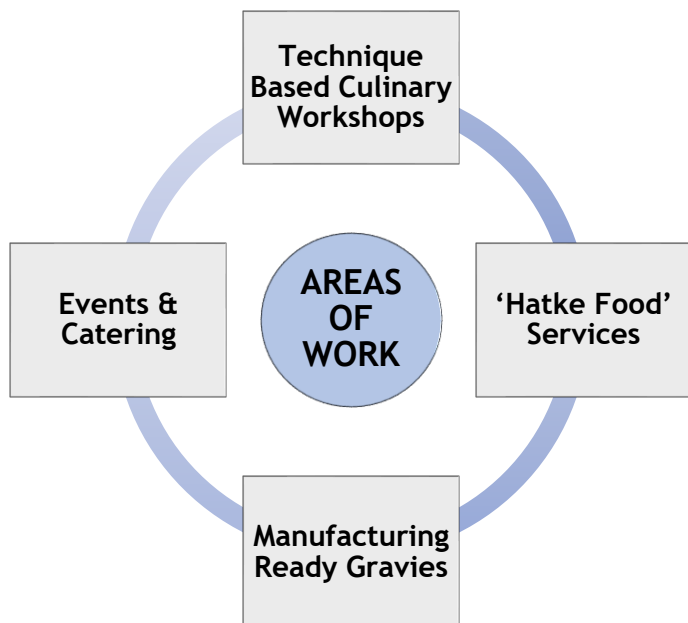 Technique
Based Culinary
Workshops
Events &
Catering
AREAS
OF
WORK
‘Hatke Food’
Services
Manufacturing
Ready Gravies